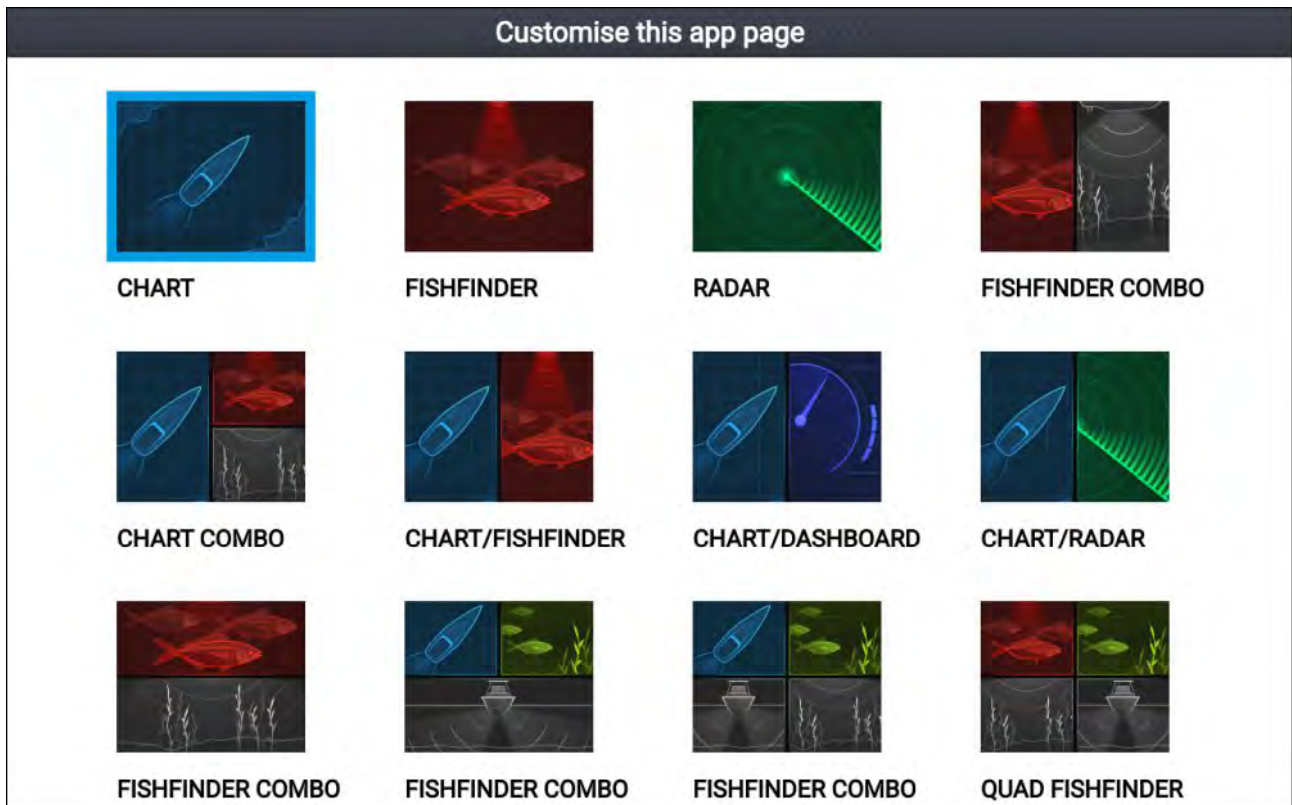 Customise this app page
CHART
FISHFINDER
RADAR
FISHFINDER COMBO
CHART COMBO
CHART/FISHFINDER
CHART/DASHBOARD
CHART/RADAR
FISHFINDER COMBO
FISHFINDER COMBO
FISHFINDER COMBO
QUAD FISHFINDER